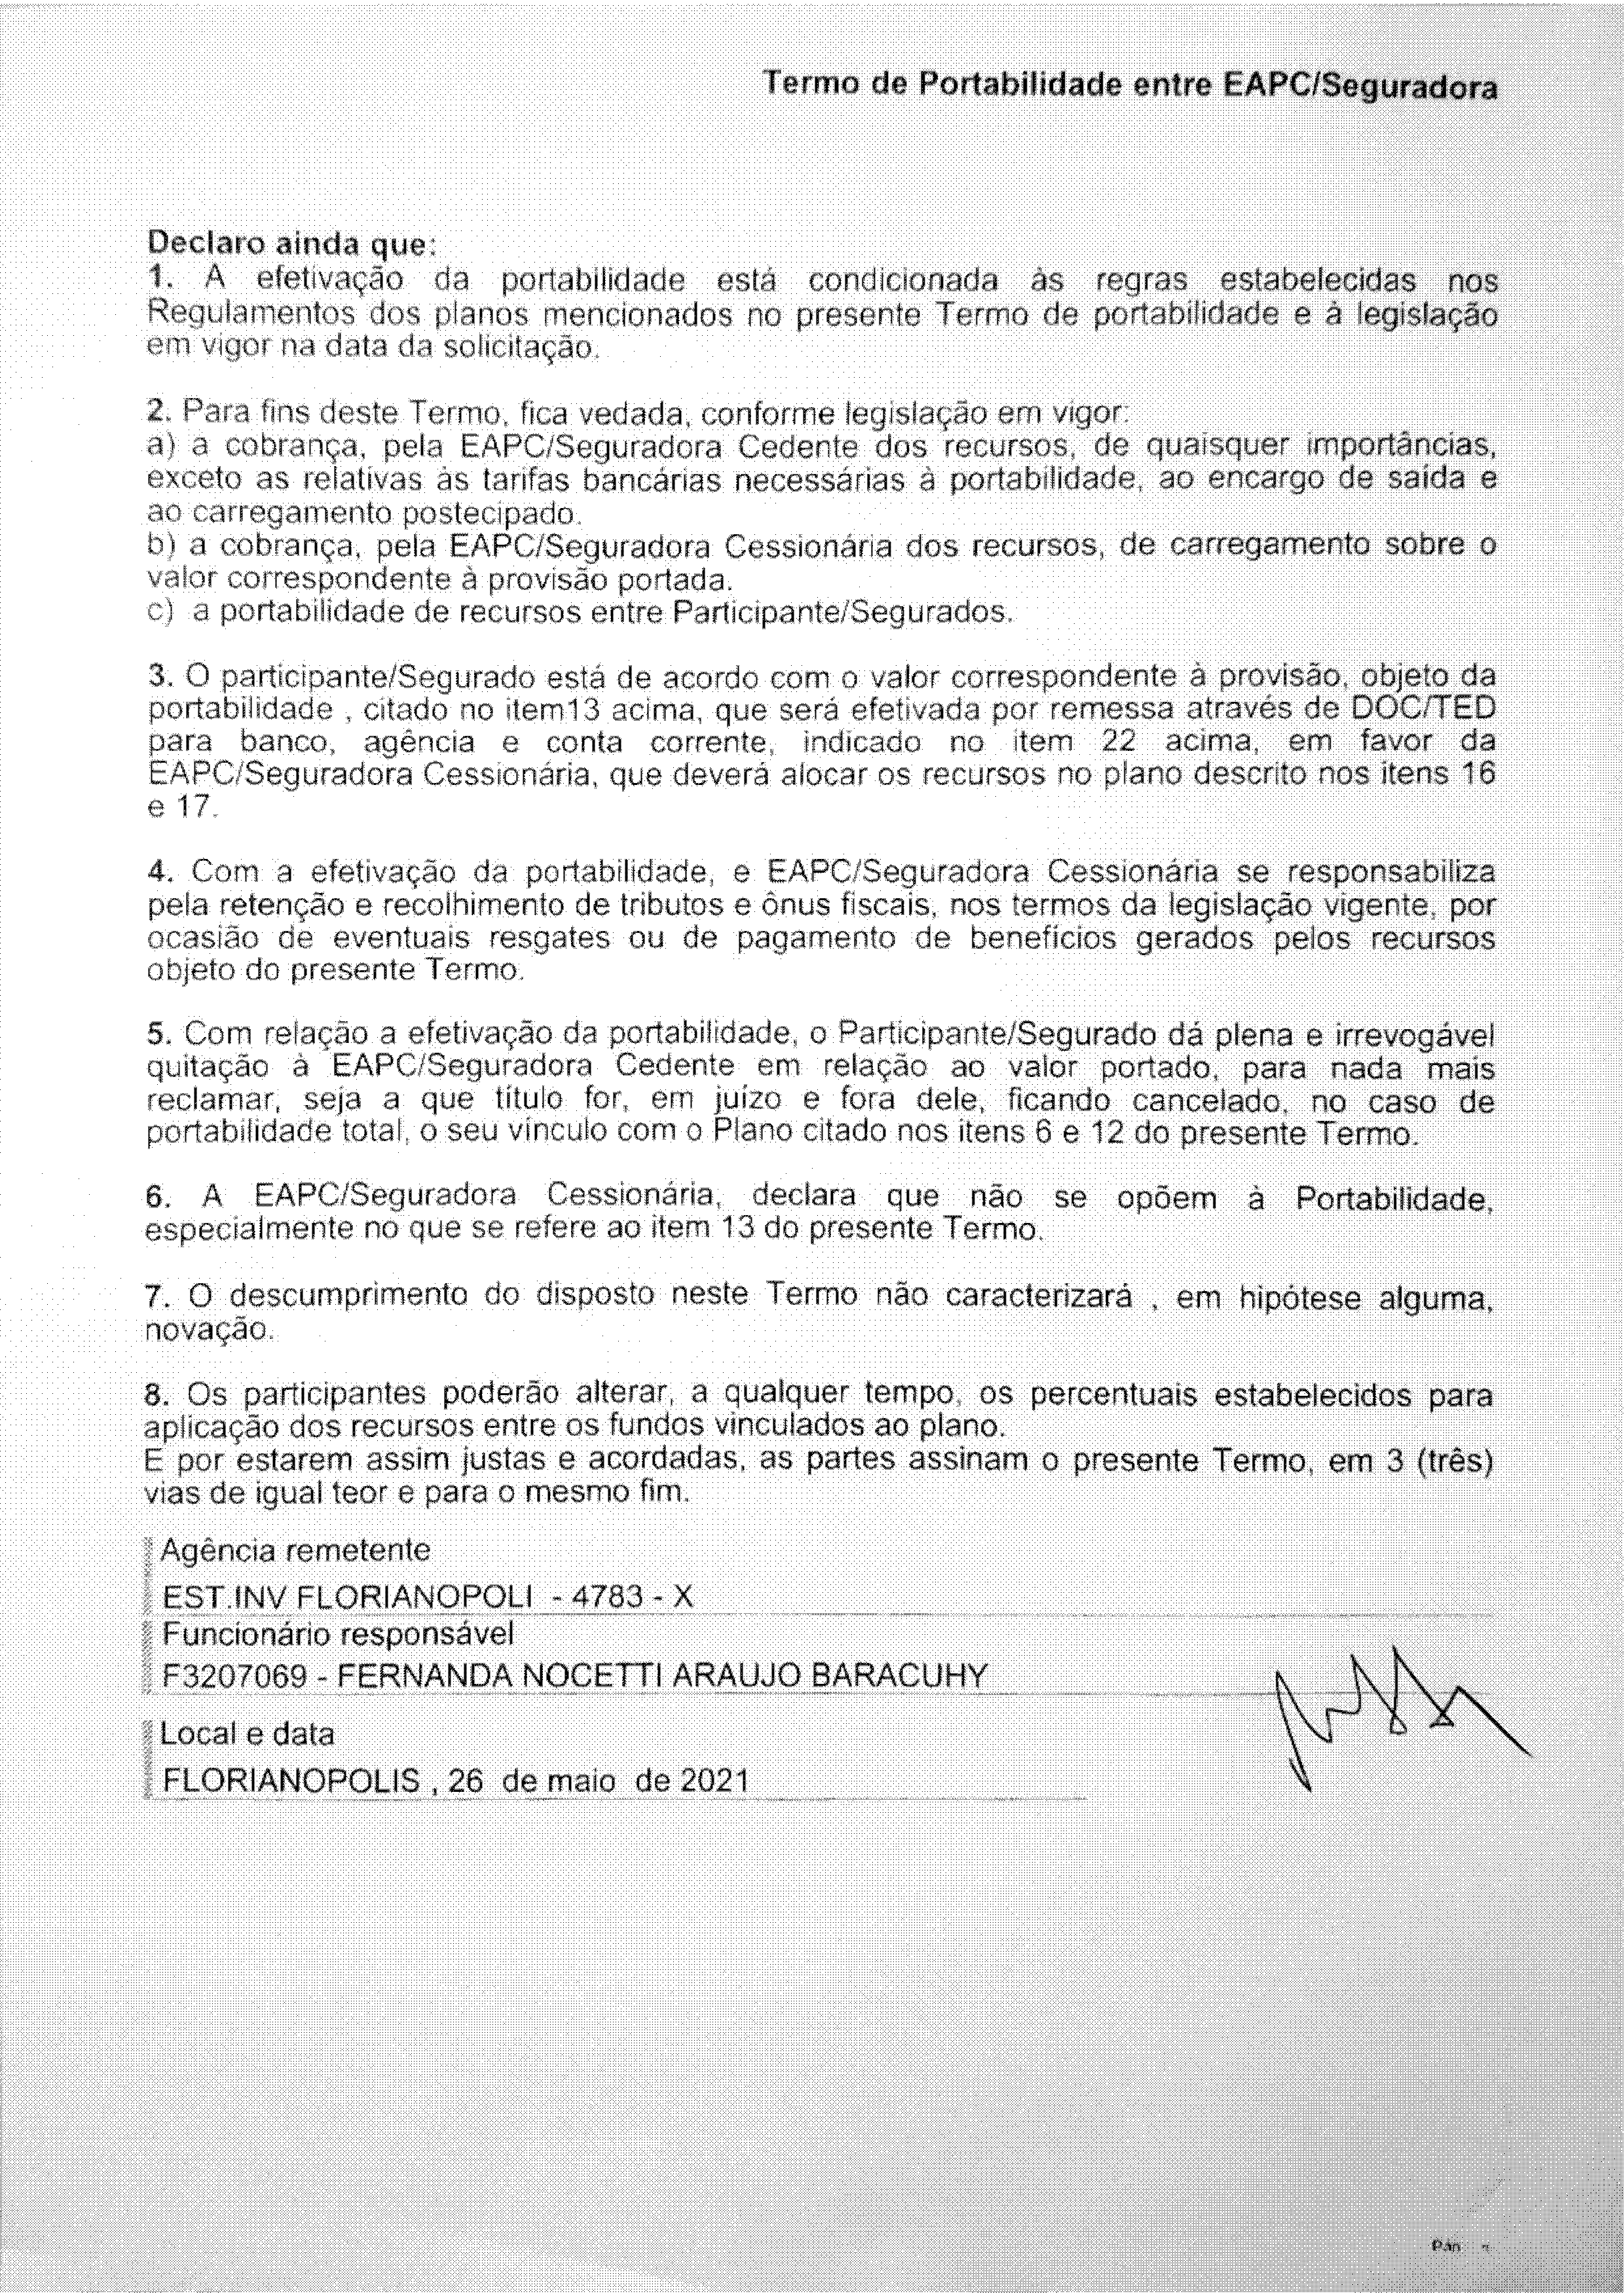 Termo de Portabilidade entre EAPC/Seguradora
Declaro ainda que:
1. A efetivação da portabilidade está condicionada às regras estabelecidas nos
Regulamentos dos planos mencionados no presente Termo de portabilidade e à legislação
em vigor na data da solicitação.
2. Para fins deste Termo, fica vedada, conforme legislação em vigor:
a) a cobrança, pela EAPC/Seguradora Cedente dos recursos, de quaisquer importâncias,
exceto as relativas às tarifas bancárias necessárias à portabilidade, ao encargo de saída e
ao carregamento postecipado.
b) a cobrança, pela EAPC/Seguradora Cessionária dos recursos, de carregamento sobre o
valor correspondente à provisão portada.
c) a portabilidade de recursos entre Participante/Segurados.
3. O participante/Segurado está de acordo com o valor correspondente à provisão, objeto da
portabilidade , citado no item13 acima, que será efetivada por remessa através de DOC/TED
para banco, agência e conta corrente, indicado no item 22 acima, em favor da
EAPC/Seguradora Cessionária, que deverá alocar os recursos no plano descrito nos itens 16
e 17.
4. Com a efetivação da portabilidade, e EAPC/Seguradora Cessionária se responsabiliza
pela retenção e recolhimento de tributos e ônus fiscais, nos termos da legislação vigente, por
ocasião de eventuais resgates ou de pagamento de benefícios gerados pelos recursos
objeto do presente Termo.
5. Com relação a efetivação da portabilidade, o Participante/Segurado dá plena e irrevogável
quitação à EAPC/Seguradora Cedente em relação ao valor portado, para nada mais
reclamar, seja a que título for, em juízo e fora dele, ficando cancelado, no caso de
portabilidade total, o seu vínculo com o Plano citado nos itens 6 e 12 do presente Termo.
6. A EAPC/Seguradora Cessionária, declara que não se opõem à Portabilidade,
especialmente no que se refere ao item 13 do presente Termo.
7. O descumprimento do disposto neste Termo não caracterizará , em hipótese alguma,
novação.
8. Os participantes poderão alterar, a qualquer tempo, os percentuais estabelecidos para
aplicação dos recursos entre os fundos vinculados ao plano.
E por estarem assim justas e acordadas, as partes assinam o presente Termo, em 3 (três)
vias de igual teor e para o mesmo fim.
Agência remetente
EST.INV FLORIANOPOLI - 4783 - X
Funcionário responsável
F3207069 - FERNANDA NOCETTI ARAUJO BARACUHY
Local e data
FLORIANOPOLIS , 26 de maio de 2021